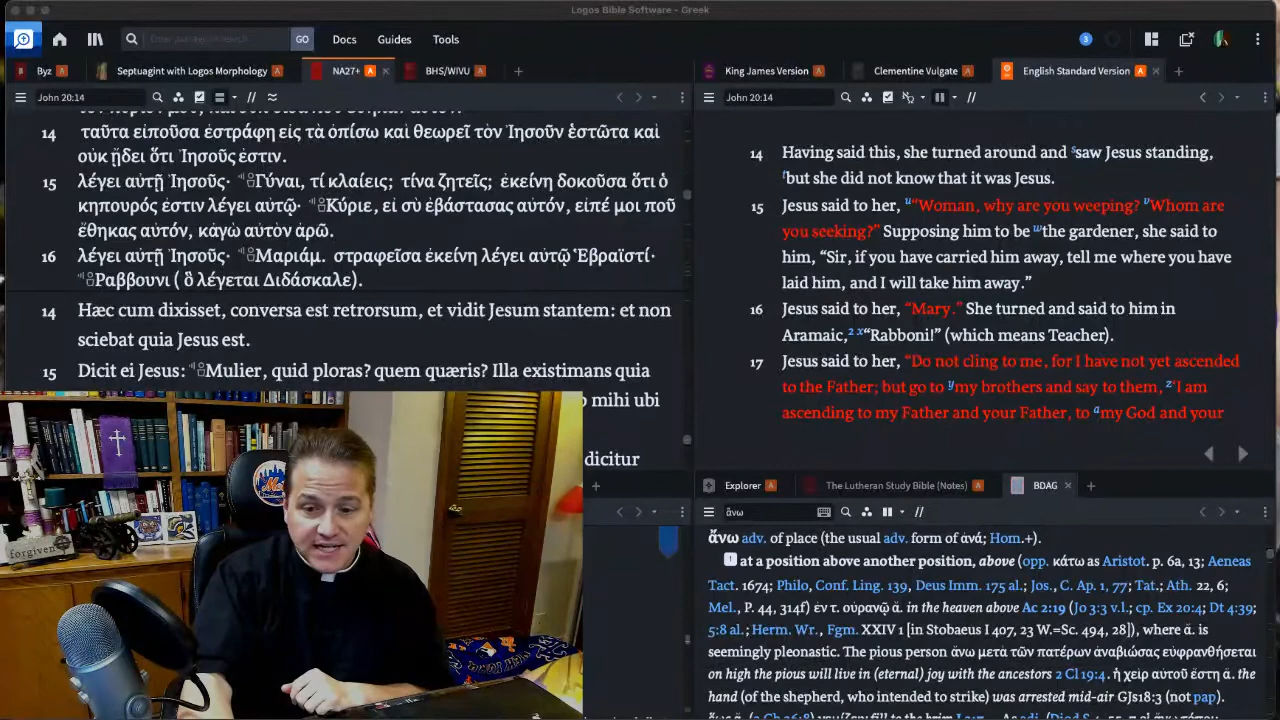 Logos Bible Software - Greek
GO
Docs
Guides
Tools
3
Byz A
Septuagint with Logos Morphology A
NA27+ A
BHS/WIVU A
King James Version A
Clementine Vulgate A
English Standard Version A
John 20:14
14 ταῦτα εἰποῦσα ἐστράφη εἰς τὰ ὀπίσω καὶ θεωρεῖ τὸν Ἰησοῦν ἑστῶτα καὶ
οὐκ ᾔδει ὅτι Ἰησοῦς ἐστιν.
15 λέγει αὐτῇ Ἰησοῦς· Γύναι, τί κλαίεις; τίνα ζητεῖς; ἐκείνη δοκοῦσα ὅτι ὁ
κηπουρός ἐστιν λέγει αὐτῷ· Κύριε, εἰ σὺ ἐβάστασας αὐτόν, εἰπέ μοι ποῦ
ἔθηκας αὐτόν, κἀγὼ αὐτὸν ἀρῶ.
16 λέγει αὐτῇ Ἰησοῦς· Μαριάμ. στραφεῖσα ἐκείνη λέγει αὐτῷ Ἑβραϊστί·
Ραββουνι ( ὃ λέγεται Διδάσκαλε).
14 Hæc cum dixisset, conversa est retrorsum, et vidit Jesum stantem: et non
sciebat quia Jesus est.
15 Dicit ei Jesus: Mulier, quid ploras? quem quæris? Illa existimans quia
mihi ubi
dicitur
forgiven
METS
John 20:14
14 Having said this, she turned around and s saw Jesus standing,
t but she did not know that it was Jesus.
15 Jesus said to her, u “Woman, why are you weeping? v Whom are
you seeking?” Supposing him to be w the gardener, she said to
him, “Sir, if you have carried him away, tell me where you have
laid him, and I will take him away.”
16 Jesus said to her, “Mary.” She turned and said to him in
Aramaic, 2 x “Rabboni!” (which means Teacher).
17 Jesus said to her, “Do not cling to me, for I have not yet ascended
to the Father; but go to y my brothers and say to them, z ‘I am
ascending to my Father and your Father, to a my God and your
Explorer A
The Lutheran Study Bible (Notes) A
BDAG
ἄνω
ἄνω adv. of place (the usual adv. form of ἀνά; Hom.+).
1 at a position above another position, above (opp. κάτω as Aristot. p. 6a, 13; Aeneas
Tact. 1674; Philo, Conf. Ling. 139, Deus Imm. 175 al.; Jos., C. Ap. 1, 77; Tat.; Ath. 22, 6;
Mel., P. 44, 314f) ἐν τ. οὐρανῷ ἄ. in the heaven above Ac 2:19 (Jo 3:3 v.l.; cp. Ex 20:4; Dt 4:39;
5:8 al.; Herm. Wr., Fgm. XXIV 1 [in Stobaeus I 407, 23 W.=Sc. 494, 28]), where ἄ. is
seemingly pleonastic. The pious person ἄνω μετὰ τῶν πατέρων ἀναβιώσας εὐφρανθήσεται
on high the pious will live in (eternal) joy with the ancestors 2 Cl 19:4. ἡ χεὶρ αὐτοῦ ἔστη ἄ. the
hand (of the shepherd, who intended to strike) was arrested mid-air GJs18:3 (not pap).